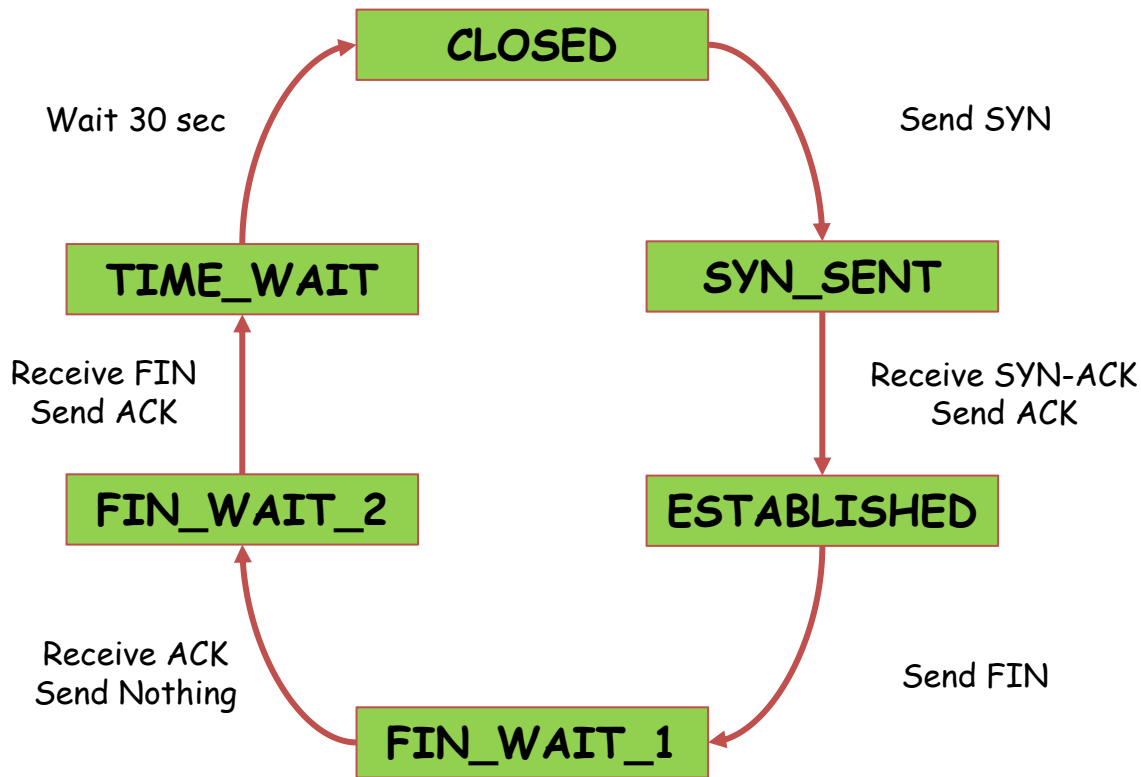 CLOSED
Wait 30 sec
Send SYN
TIME_WAIT
SYN_SENT
Receive FIN
Send ACK
Receive SYN-ACK
Send ACK
FIN_WAIT_2
ESTABLISHED
Receive ACK
Send Nothing
Send FIN
FIN_WAIT_1